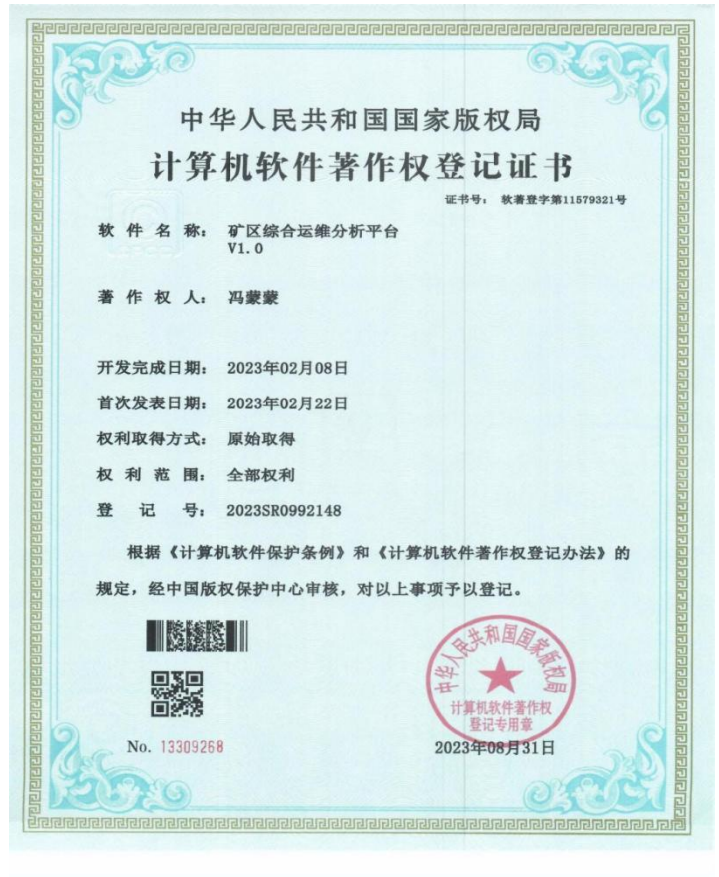 中华人民共和国国家版权局
计算机软件著作权登记证书
证书号： 软著登字第11579321号
软件名称： 矿区综合运维分析平台
V1.0
著作权人： 冯蒙蒙
开发完成日期： 2023年02月08日
首次发表日期： 2023年02月22日
权利取得方式： 原始取得
权利范围： 全部权利
登记号： 2023SR0992148
根据《计算机软件保护条例》和《计算机软件著作权登记办法》的
规定，经中国版权保护中心审核，对以上事项予以登记。
中华人民共和国国家版权局
计算机软件著作权
登记专用章
No. 13309268
2023年08月31日